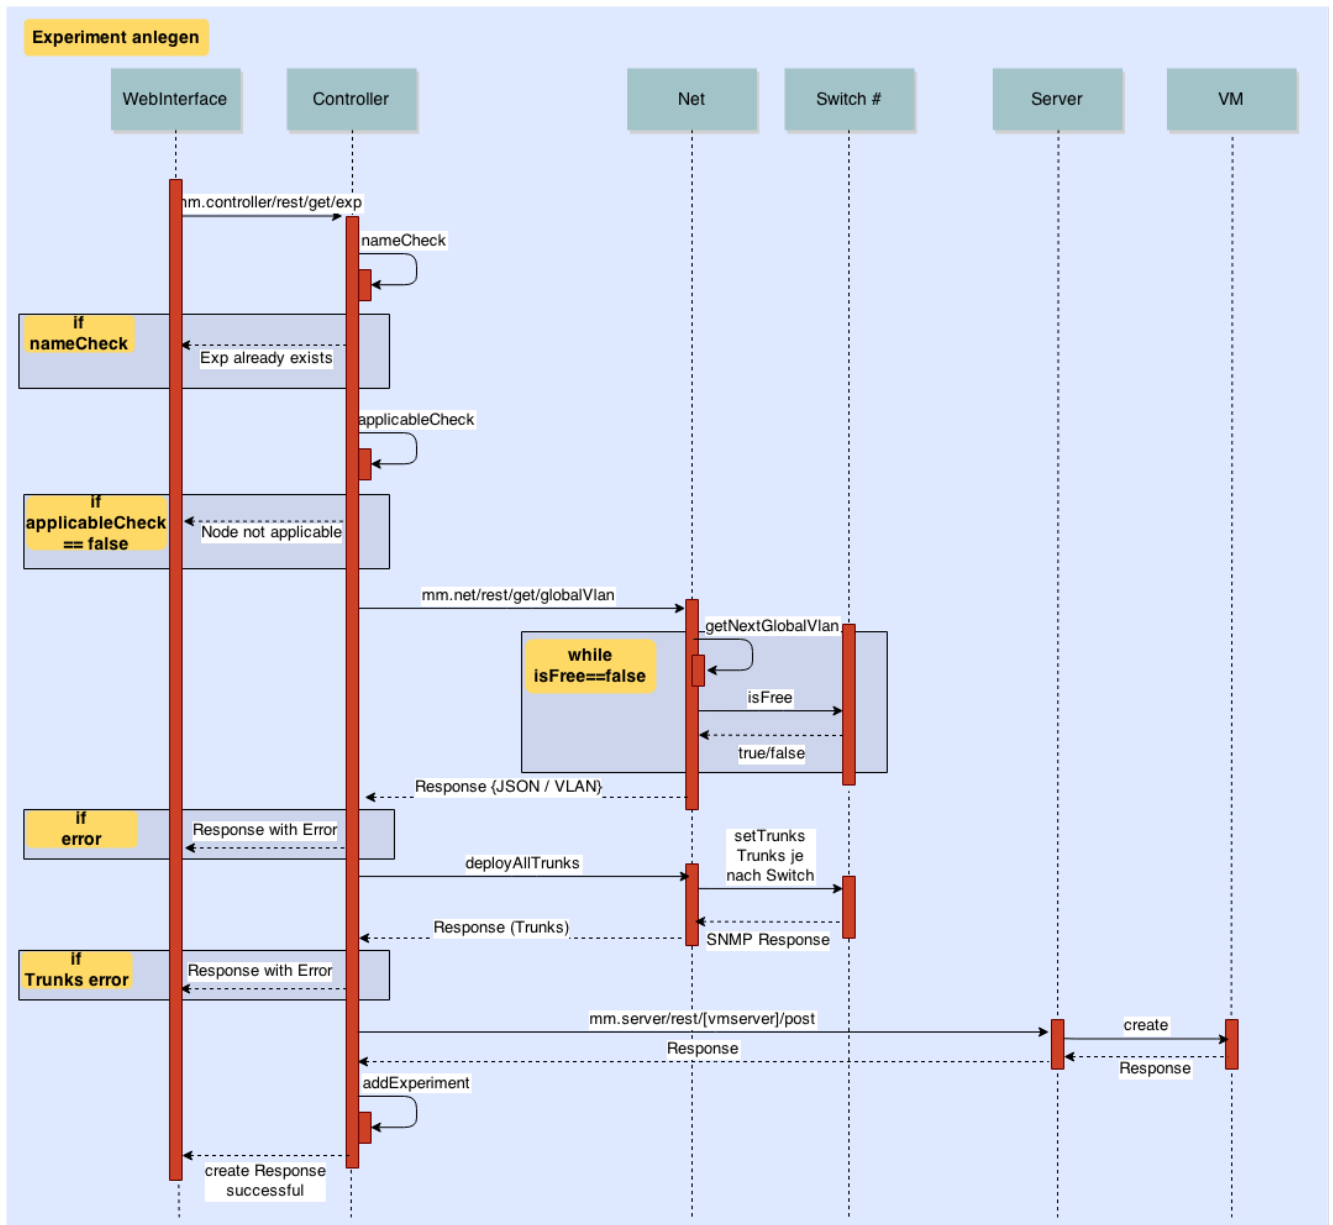 Experiment anlegen
WebInterface
Controller
Net
Switch #
Server
VM
nm.controller/rest/get/exp
nameCheck
if
nameCheck
Exp already exists
applicableCheck
if
applicableCheck
== false
Node not applicable
mm.net/rest/get/globalVlan
getNextGlobalVlan
while
isFree==false
isFree
true/false
Response {JSON / VLAN}
if
error
Response with Error
deployAllTrunks
setTrunks
Trunks je
nach Switch
Response (Trunks)
SNMP Response
if
Trunks error
Response with Error
mm.server/rest/[vmserver]/post
create
Response
Response
addExperiment
create Response
successful